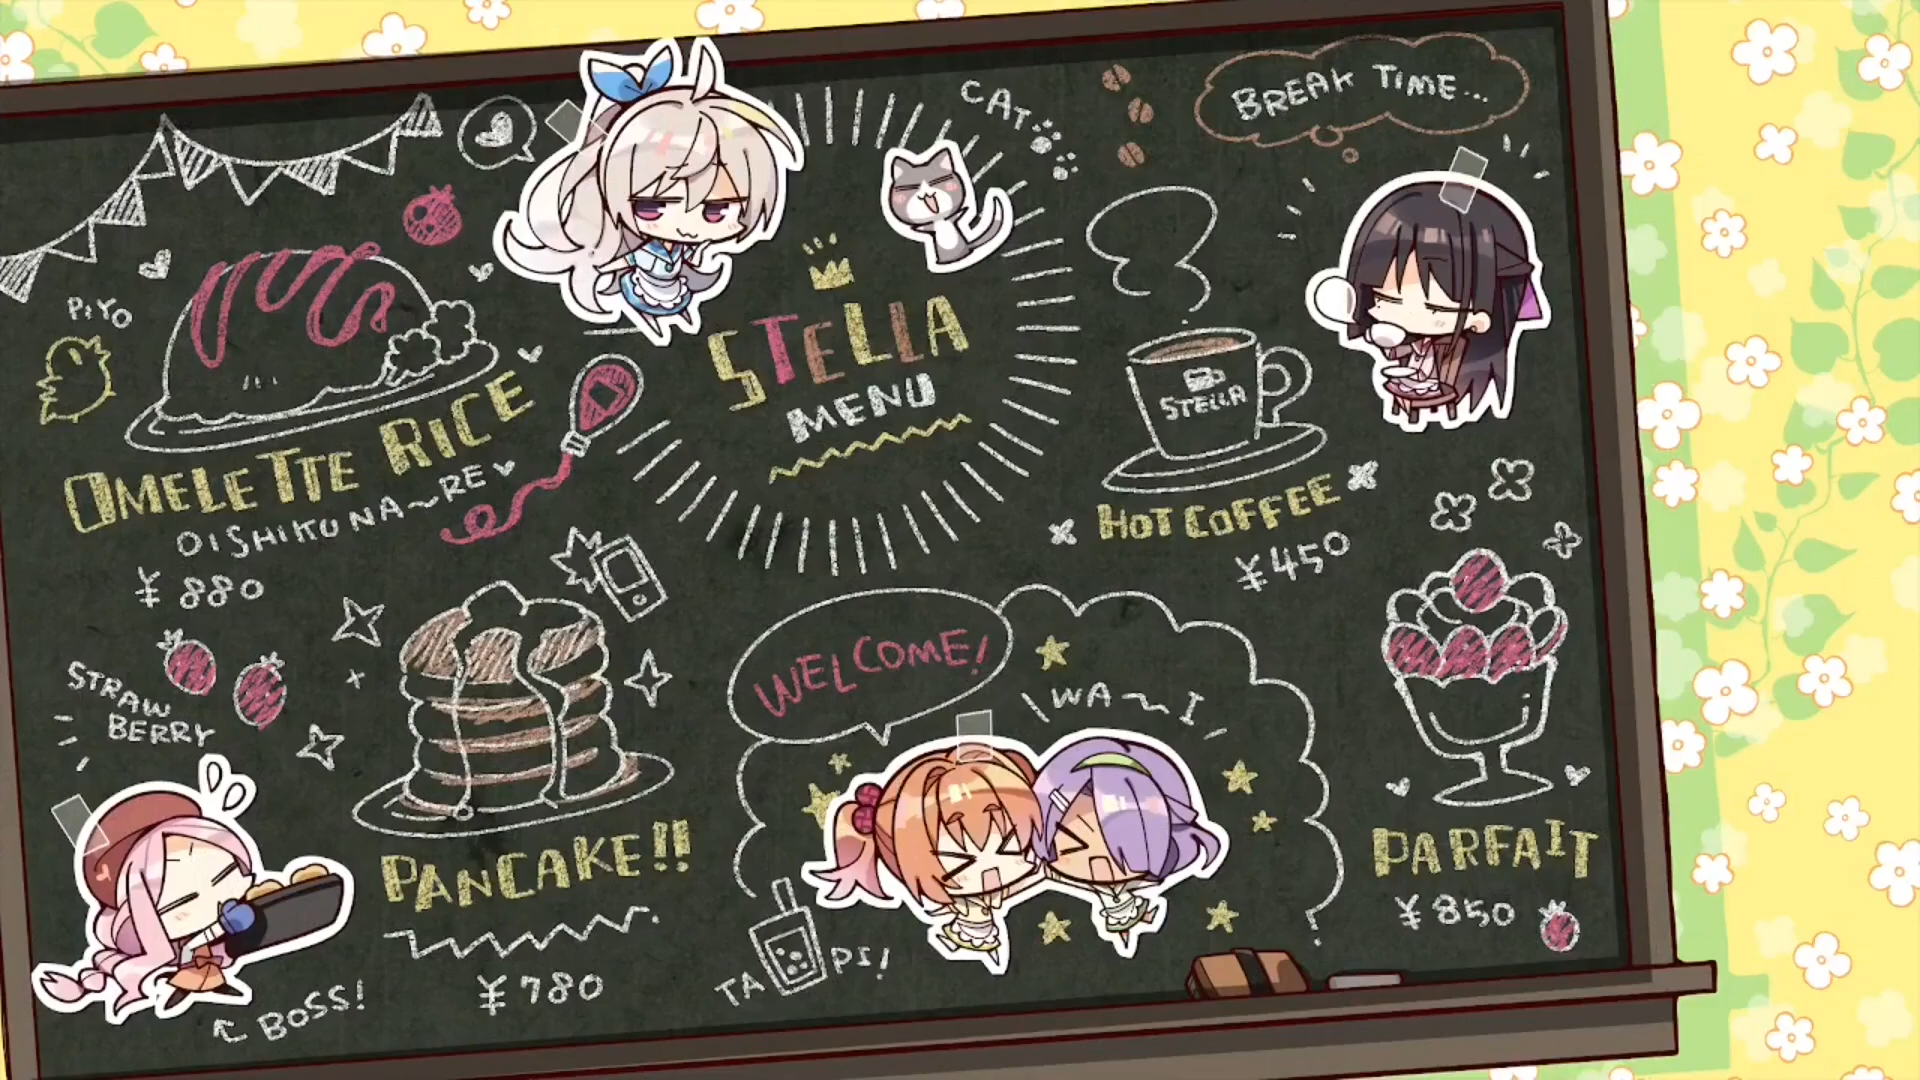 CAT
BREAK TIME...
PiYO
STELLA
MENU
STELLA
OMELETTE RICE
OISHIKUNA~RE♥
¥880
HOT COFFEE
¥450
STRAW
BERRY
WELCOME!
\WA~I
PANCAKE!!
¥780
BOSS!
TA PI!
PARFAIT
¥850